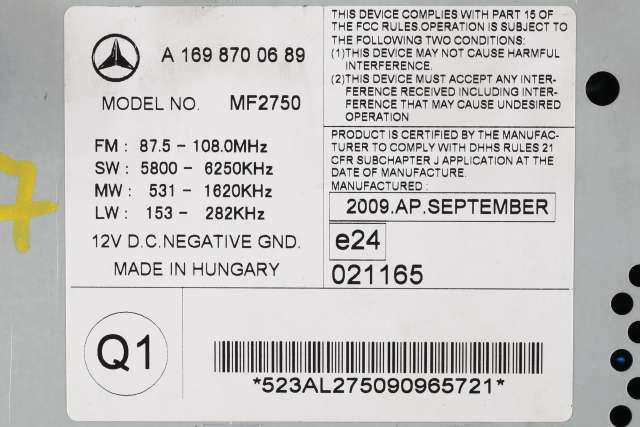 A 169 870 06 89
MODEL NO. MF2750
FM : 87.5 - 108.0MHz
SW : 5800 - 6250KHz
MW : 531 - 1620KHz
LW : 153 - 282KHz
12V D.C.NEGATIVE GND.
MADE IN HUNGARY
THIS DEVICE COMPLIES WITH PART 15 OF
THE FCC RULES.OPERATION IS SUBJECT TO
THE FOLLOWING TWO CONDITIONS:
(1)THIS DEVICE MAY NOT CAUSE HARMFUL
INTERFERENCE.
(2)THIS DEVICE MUST ACCEPT ANY INTER-
FERENCE RECEIVED INCLUDING INTER-
FERENCE THAT MAY CAUSE UNDESIRED
OPERATION
PRODUCT IS CERTIFIED BY THE MANUFAC-
TURER TO COMPLY WITH DHHS RULES 21
CFR SUBCHAPTER J APPLICATION AT THE
DATE OF MANUFACTURE.
MANUFACTURED :
2009.AP.SEPTEMBER
e24
021165
Q1
*523AL275090965721*
7